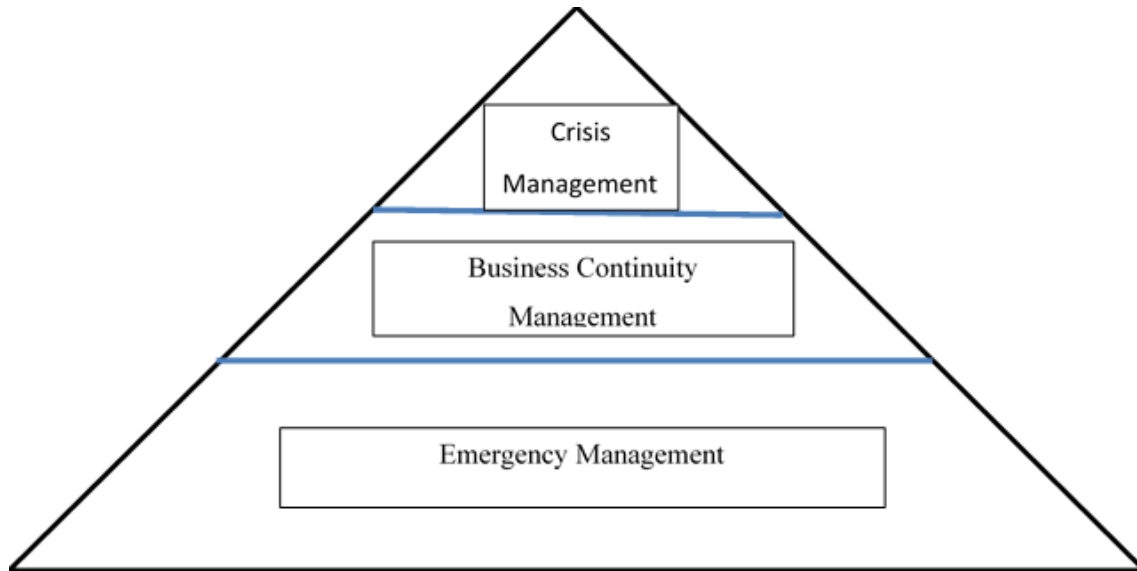 Crisis
Management
Business Continuity
Management
Emergency Management